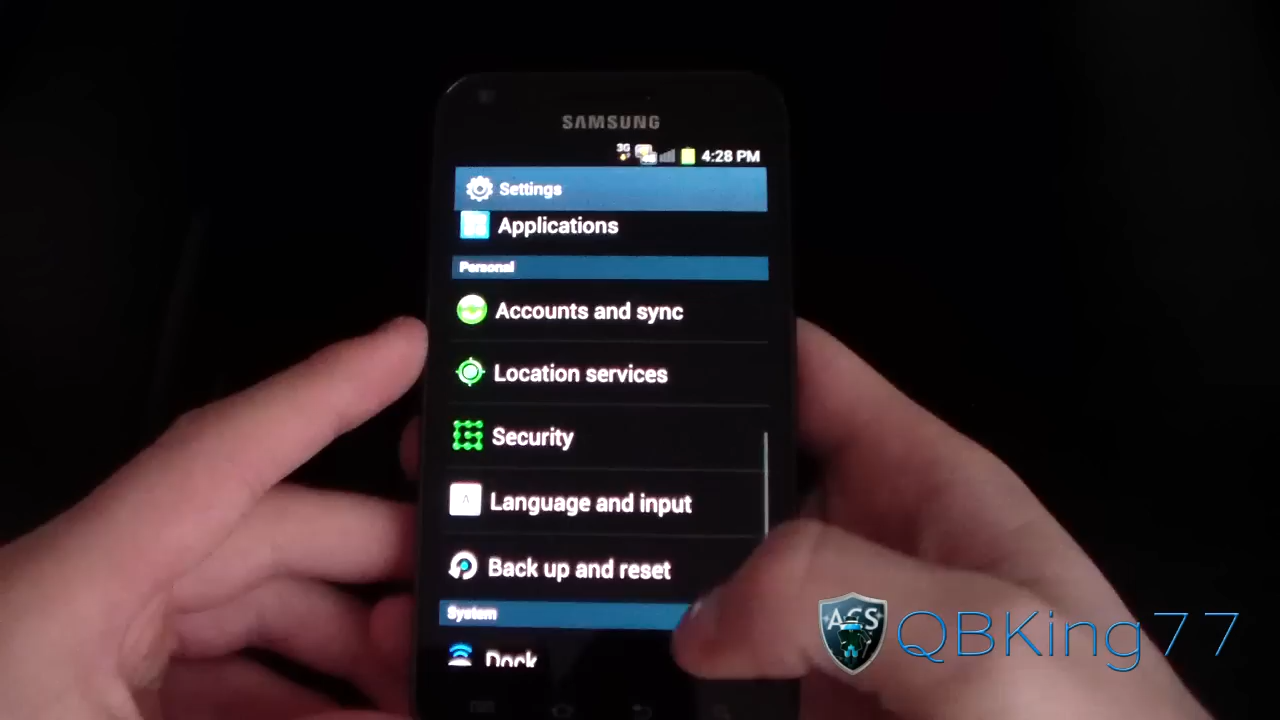 SAMSUNG
3G
4:28 PM
Settings
Applications
Personal
Accounts and sync
Location services
Security
A
Language and input
Back up and reset
System
Dock
AGS
QBKing77